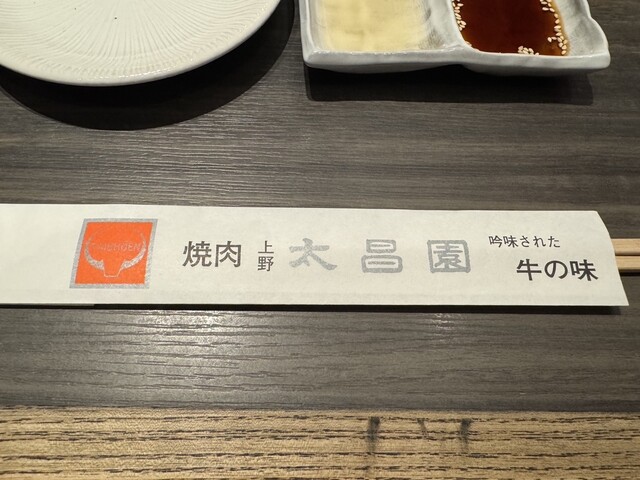 焼肉 上野 太昌園
吟味された
牛の味